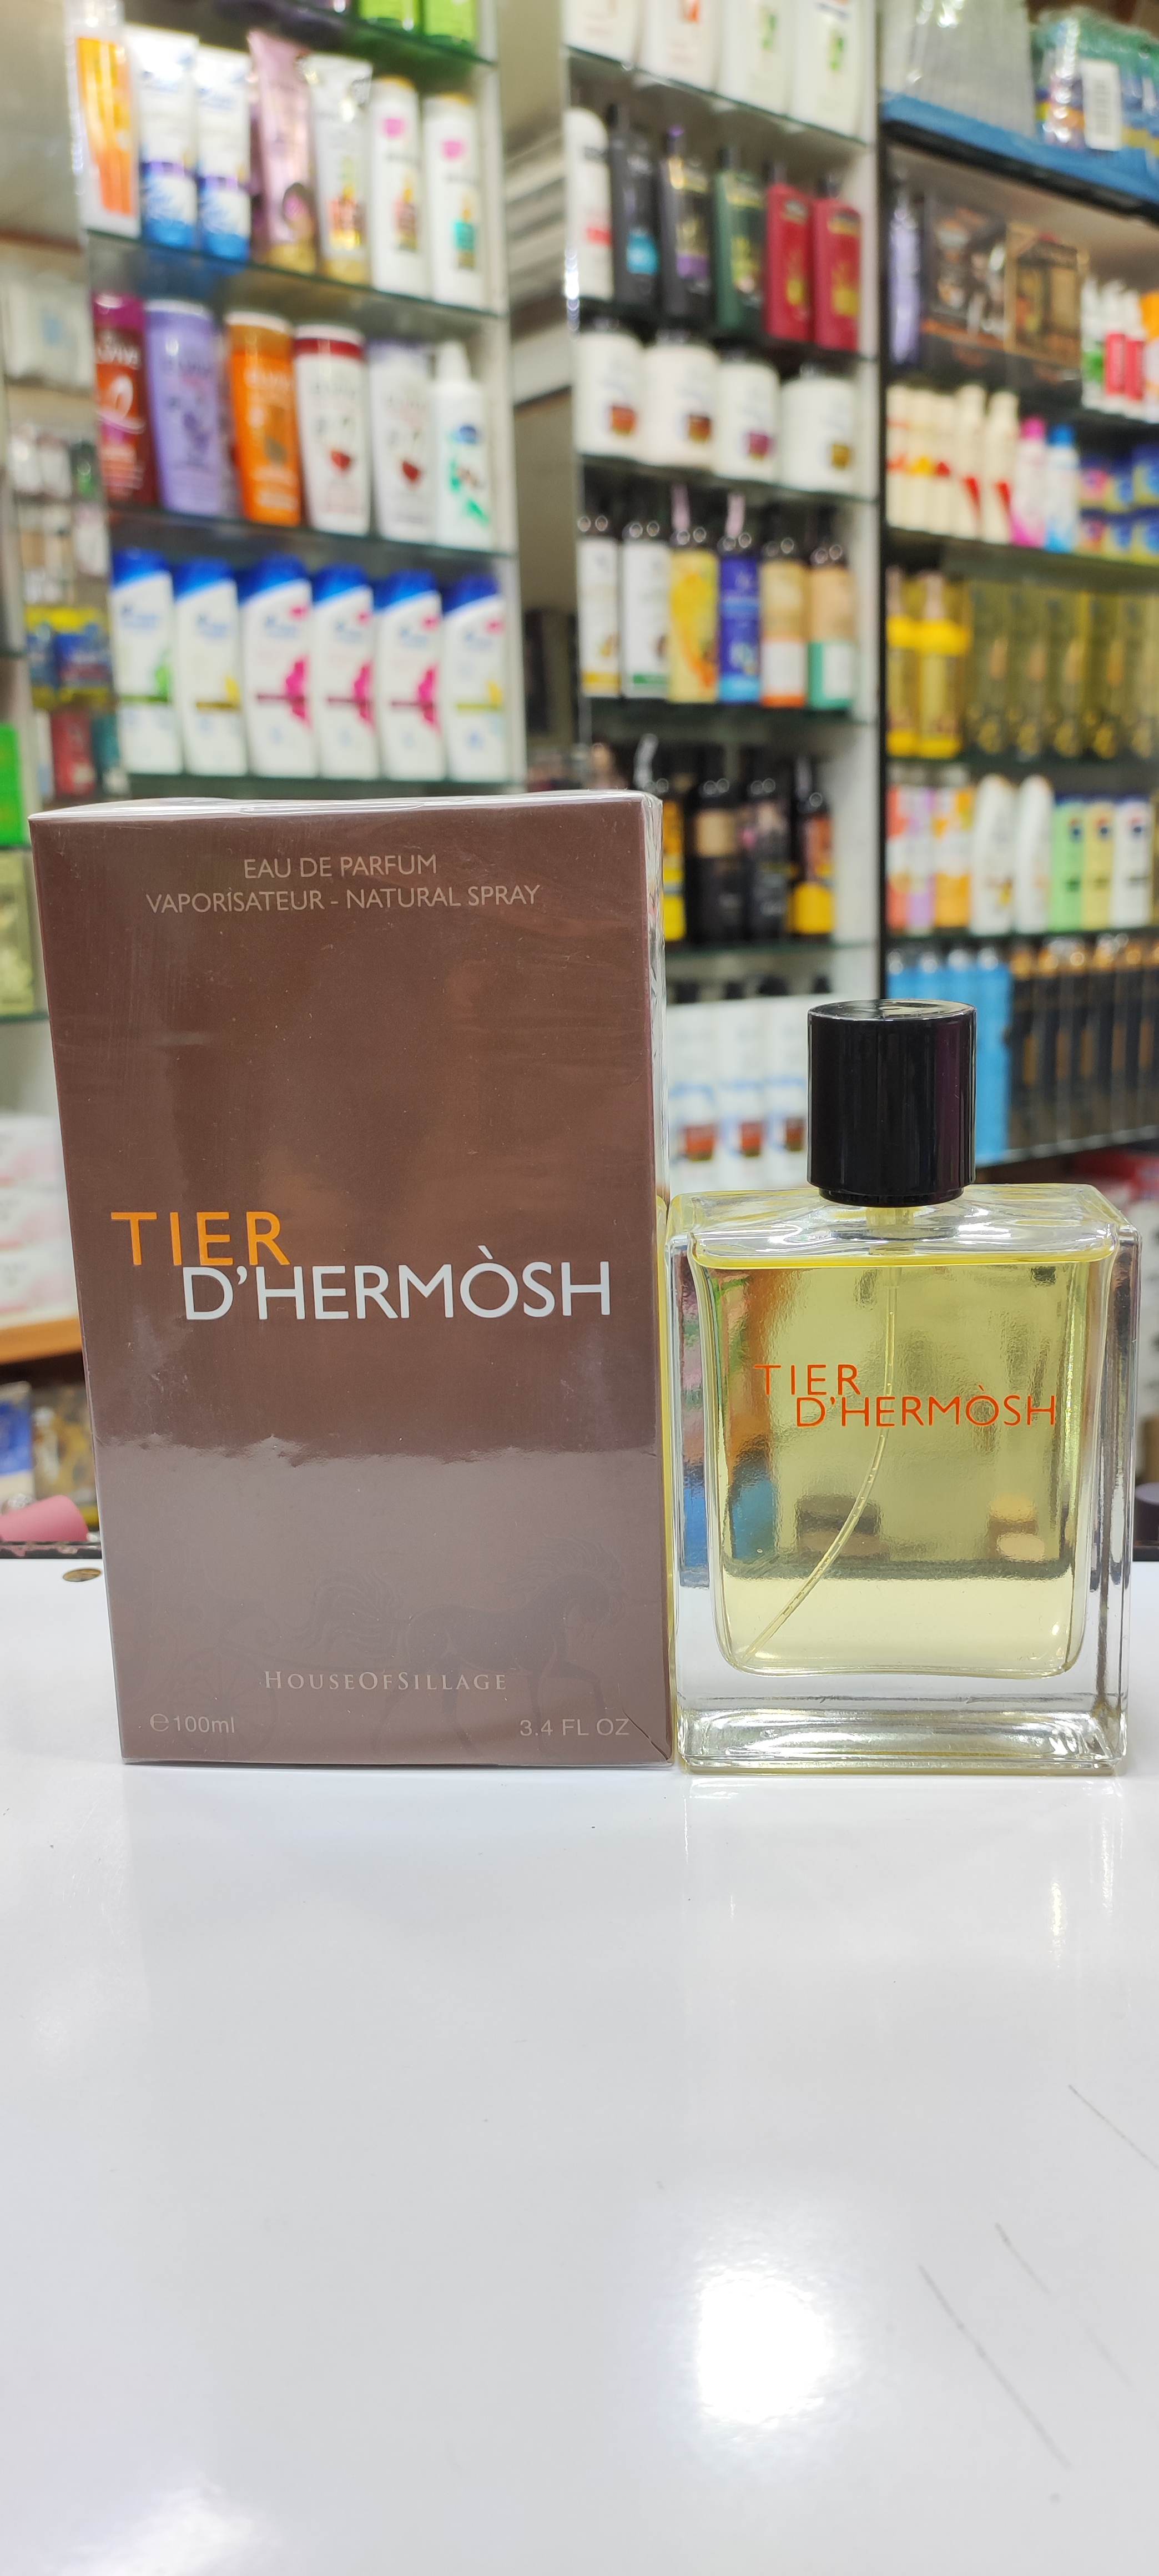 EAU DE PARFUM
VAPORISATEUR - NATURAL SPRAY
TIER
D'HERMÒSH
HOUSEOFSILLAGE
℮100ml
3.4 FL OZ
TIER
D'HERMÒSH